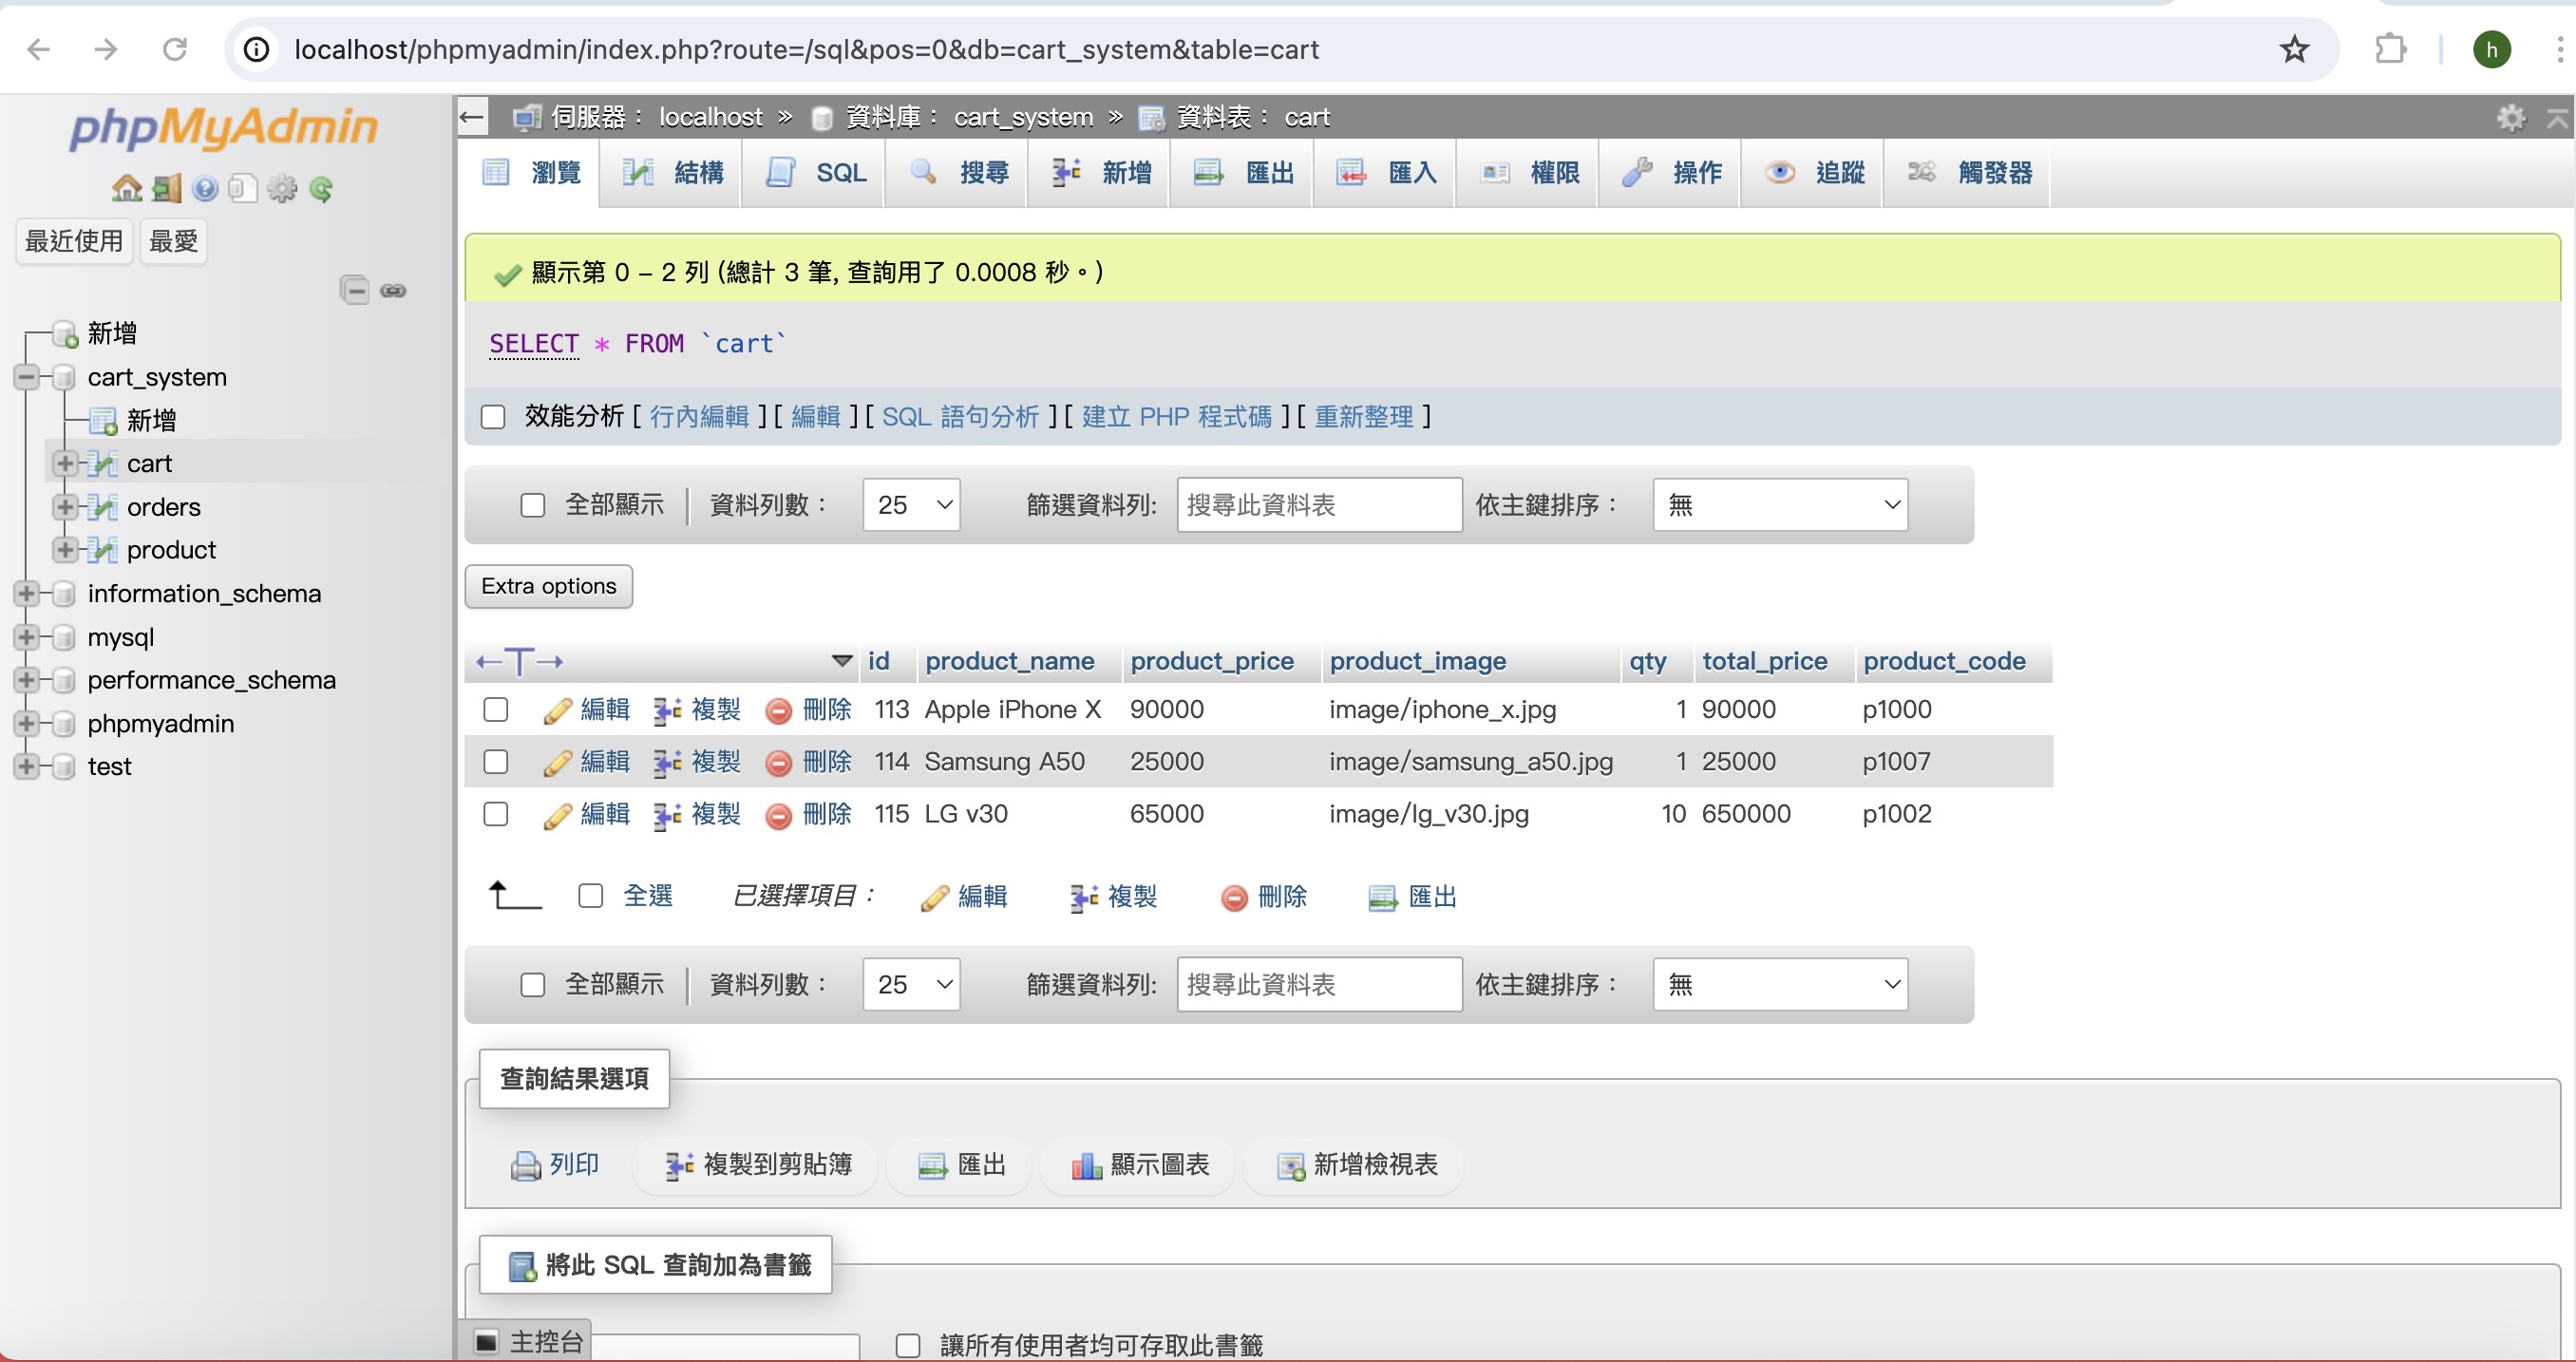 localhost/phpmyadmin/index.php?route=/sql&pos=0&db=cart_system&table=cart
h
phpMyAdmin
最近使用 最愛
新增
cart_system
新增
cart
orders
product
information_schema
mysql
performance_schema
phpmyadmin
test
伺服器： localhost » 資料庫： cart_system » 資料表： cart
瀏覽 結構 SQL 搜尋 新增 匯出 匯入 權限 操作 追蹤 觸發器
顯示第 0 - 2 列 (總計 3 筆, 查詢用了 0.0008 秒。)
SELECT * FROM `cart`
效能分析 [ 行內編輯 ] [ 編輯 ] [ SQL 語句分析 ] [ 建立 PHP 程式碼 ] [ 重新整理 ]
全部顯示 | 資料列數： 25 篩選資料列: 搜尋此資料表 依主鍵排序： 無
Extra options
←T→ id product_name product_price product_image qty total_price product_code
編輯 複製 刪除 113 Apple iPhone X 90000 image/iphone_x.jpg 1 90000 p1000
編輯 複製 刪除 114 Samsung A50 25000 image/samsung_a50.jpg 1 25000 p1007
編輯 複製 刪除 115 LG v30 65000 image/lg_v30.jpg 10 650000 p1002
全選 已選擇項目： 編輯 複製 刪除 匯出
全部顯示 | 資料列數： 25 篩選資料列: 搜尋此資料表 依主鍵排序： 無
查詢結果選項
列印 複製到剪貼簿 匯出 顯示圖表 新增檢視表
將此 SQL 查詢加為書籤
主控台 讓所有使用者均可存取此書籤